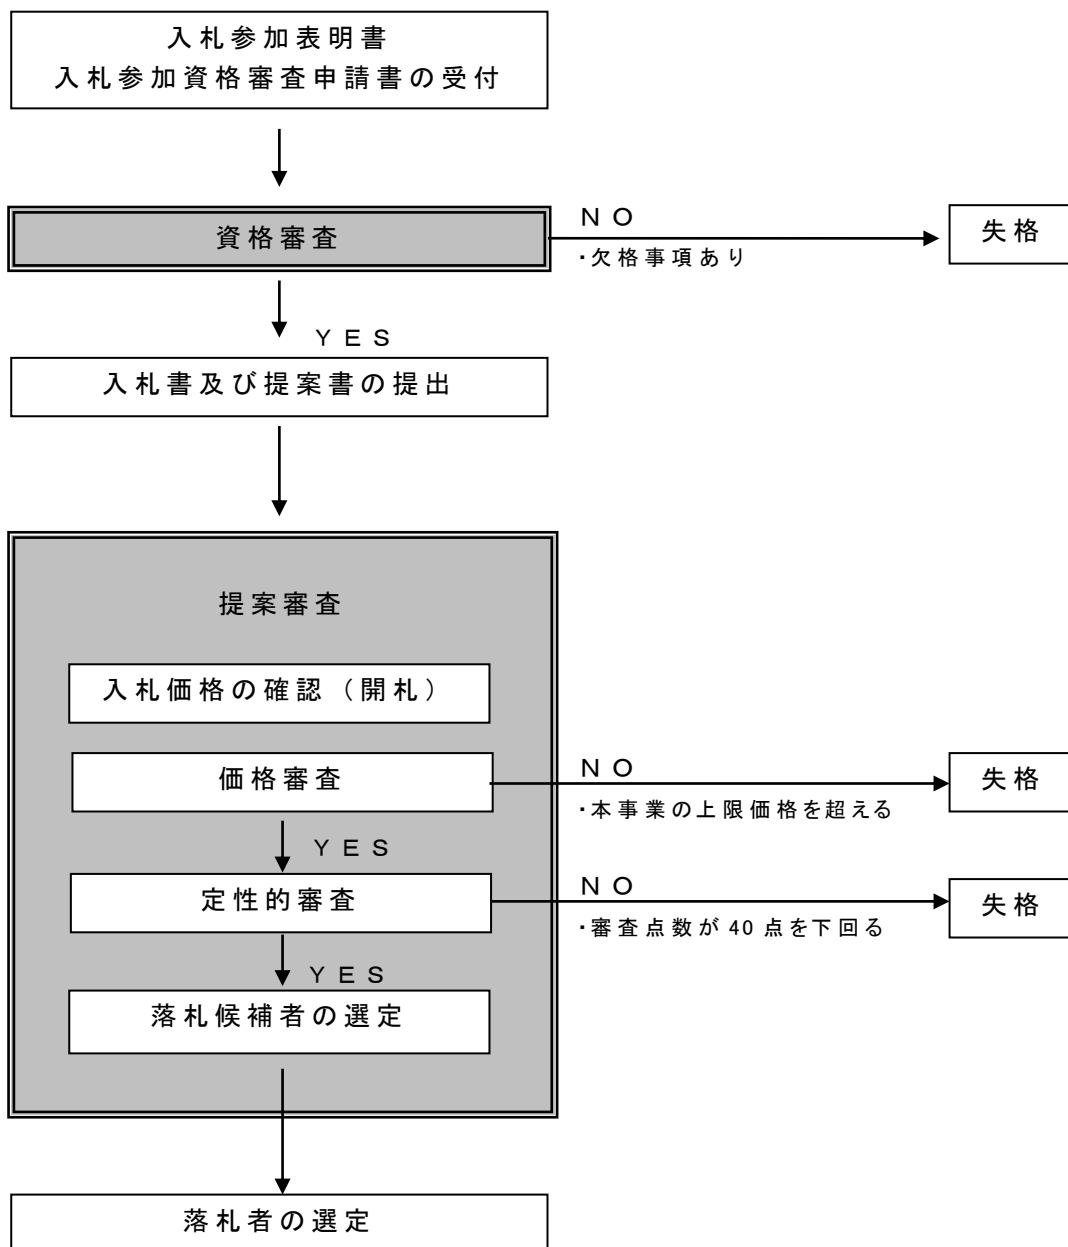 入札参加表明書
入札参加資格審査申請書の受付
資格審査
ＮＯ
・欠格事項あり
失格
ＹＥＳ
入札書及び提案書の提出
提案審査
入札価格の確認（開札）
価格審査
ＮＯ
・本事業の上限価格を超える
失格
ＹＥＳ
定性的審査
ＮＯ
・審査点数が 40 点を下回る
失格
ＹＥＳ
落札候補者の選定
落札者の選定